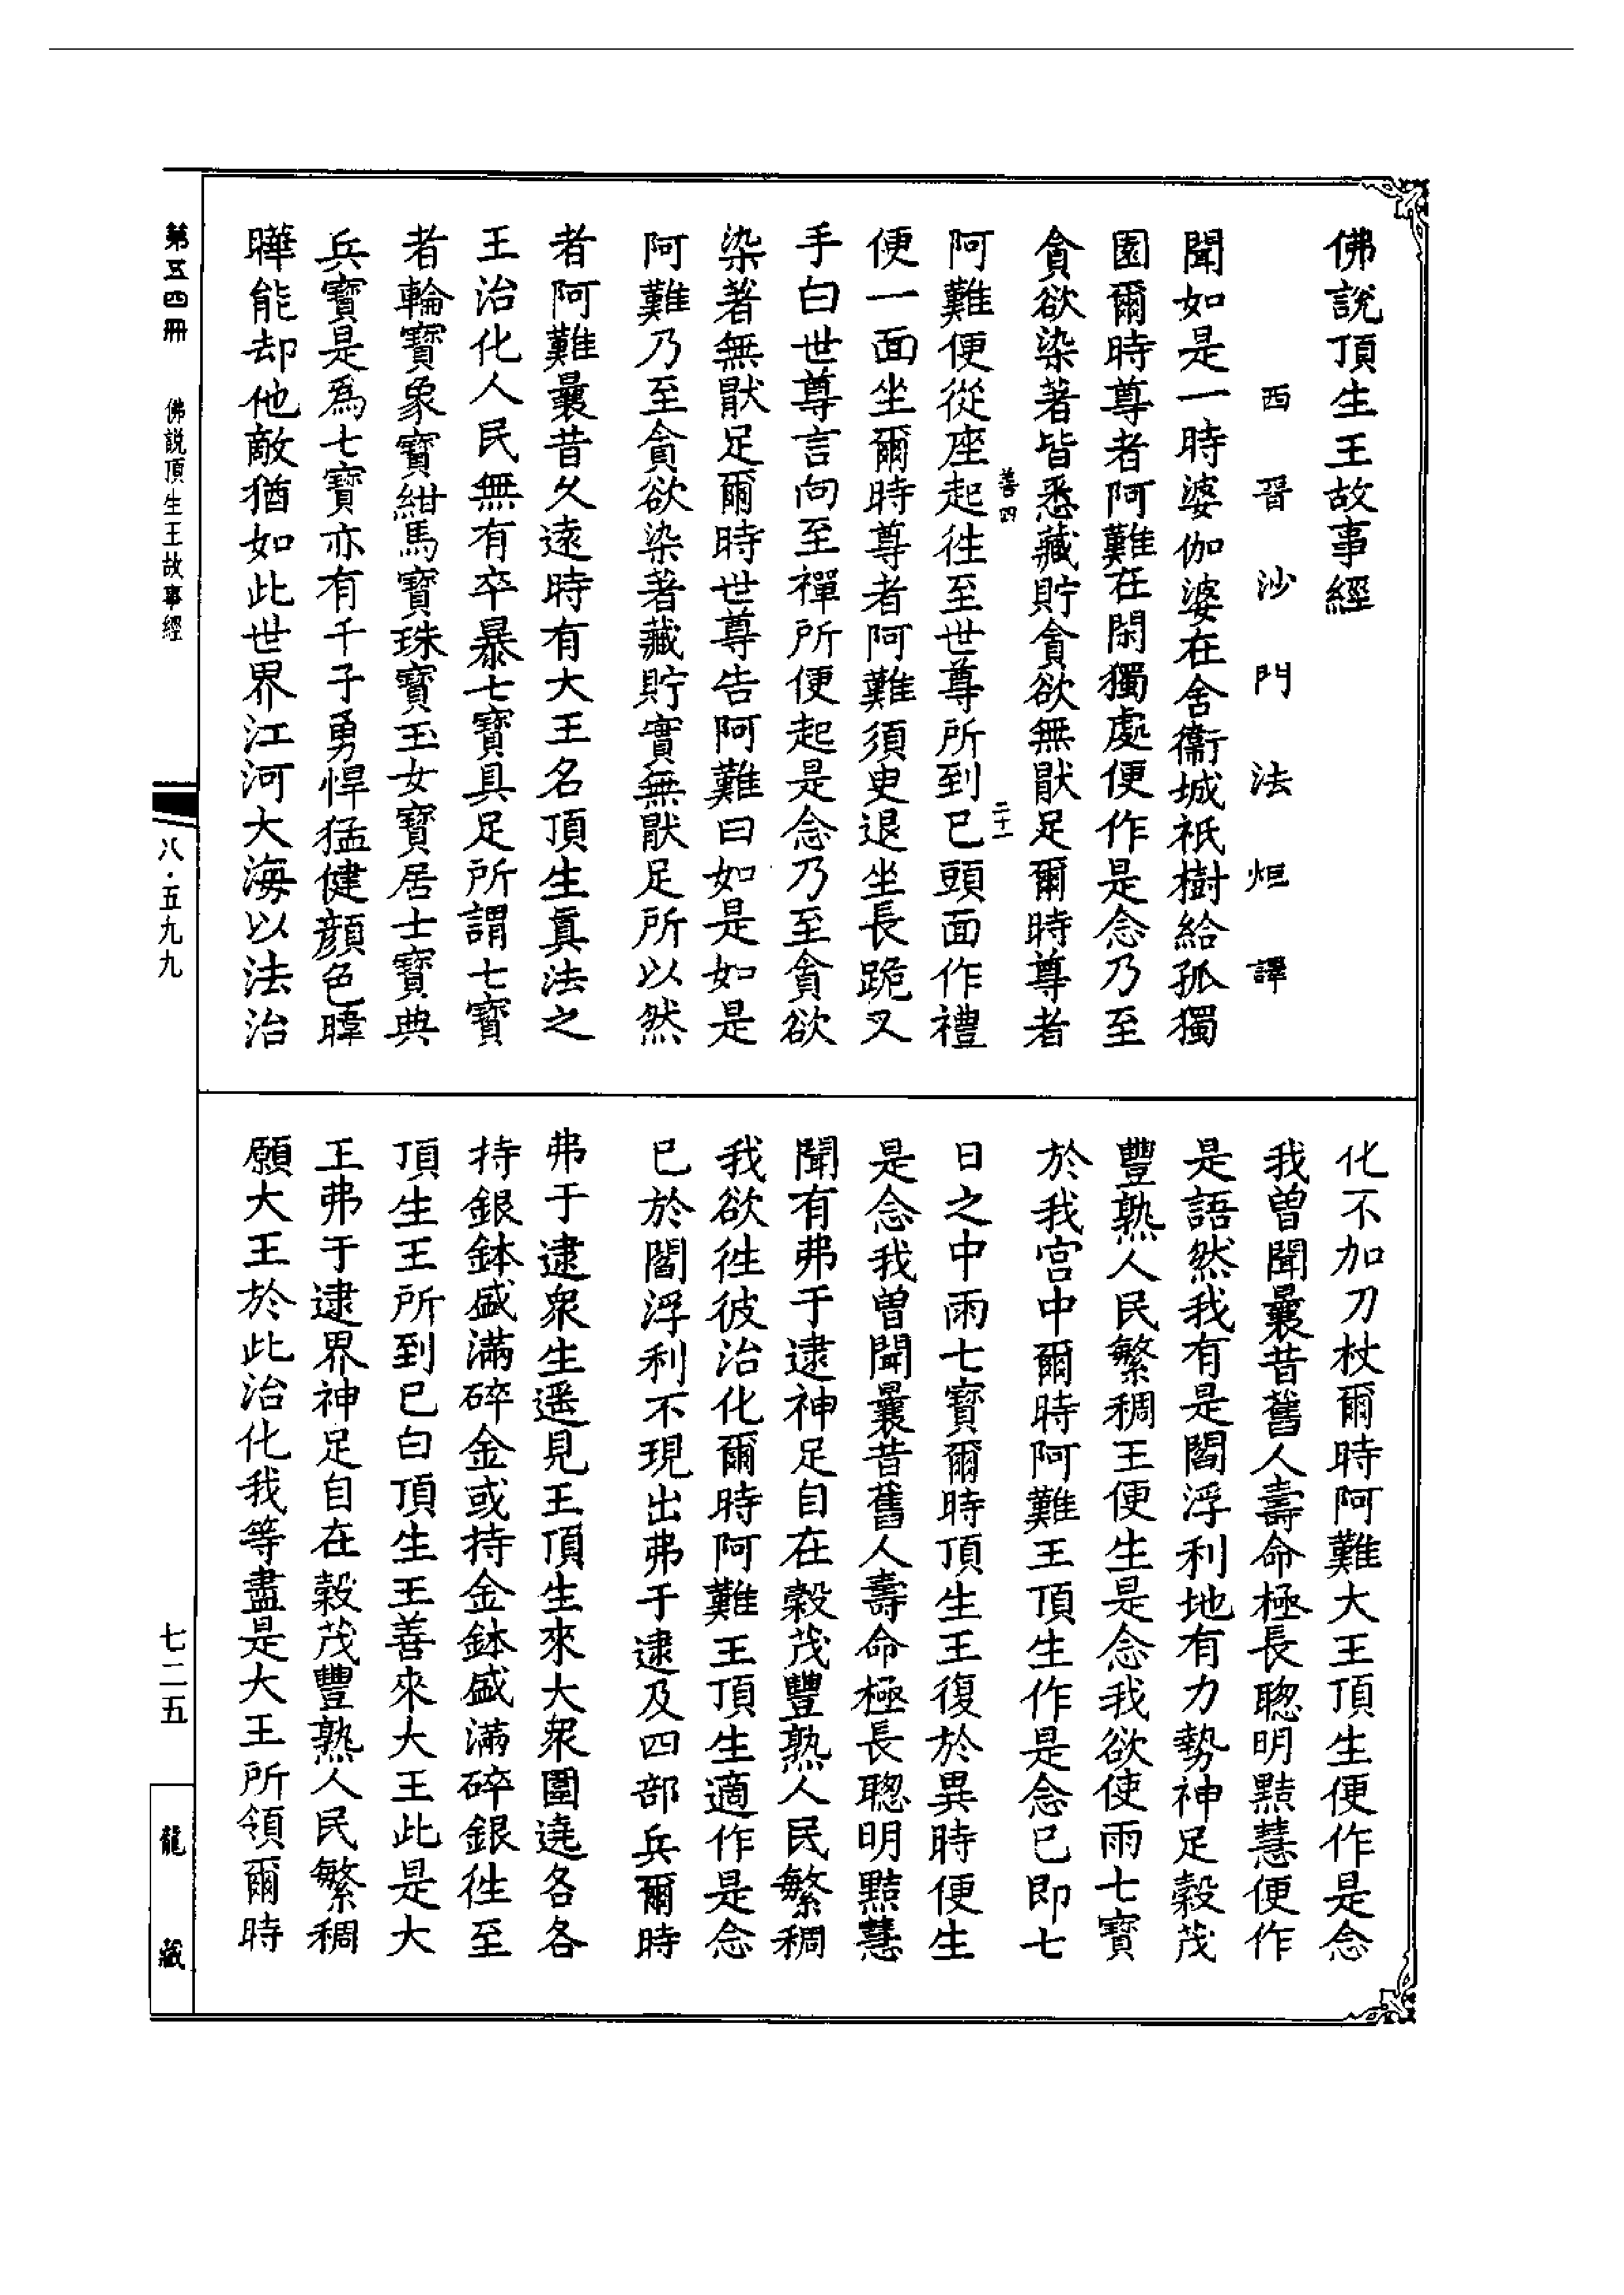 佛說頂生王故事經
西晉沙門法炬譯
聞如是一時婆伽婆在舍衞城祇樹給孤獨
園爾時尊者阿難在閑獨處便作是念乃至
貪欲染著皆悉藏貯貪欲無猒足爾時尊者
善四
二十一
阿難便從座起徃至世尊所到已頭面作禮
便一面坐爾時尊者阿難須臾退坐長跪叉
手白世尊言向至禪所便起是念乃至貪欲
染著無猒足爾時世尊告阿難曰如是如是
阿難乃至貪欲染著藏貯實無猒足所以然
者阿難曩昔久遠時有大王名頂生眞法之
王治化人民無有卒暴七寶具足所謂七寶
者輪寶象寶紺馬寶珠寶玉女寶居士寶典
兵寶是爲七寶亦有千子勇悍猛健顔色暐
曄能却他敵猶如此世界江河大海以法治
化不加刀杖爾時阿難大王頂生便作是念
我曾聞曩昔舊人壽命極長聰明黠慧便作
是語然我有是閻浮利地有力勢神足穀茂
豐熟人民繁稠王便生是念我欲使雨七寶
於我宫中爾時阿難王頂生作是念已即七
日之中雨七寶爾時頂生王復於異時便生
是念我曾聞曩昔舊人壽命極長聰明黠慧
聞有弗于逮神足自在穀茂豐熟人民繁稠
我欲徃彼治化爾時阿難王頂生適作是念
已於閻浮利不現出弗于逮及四部兵爾時
弗于逮衆生遥見王頂生來大衆圍遶各各
持銀鉢盛滿碎金或持金鉢盛滿碎銀徃至
頂生王所到已白頂生王善來大王此是大
王弗于逮界神足自在穀茂豐熟人民繁稠
願大王於此治化我等盡是大王所領爾時
第五四冊
佛說頂生王故事經
八·五九九
七二五
龍藏